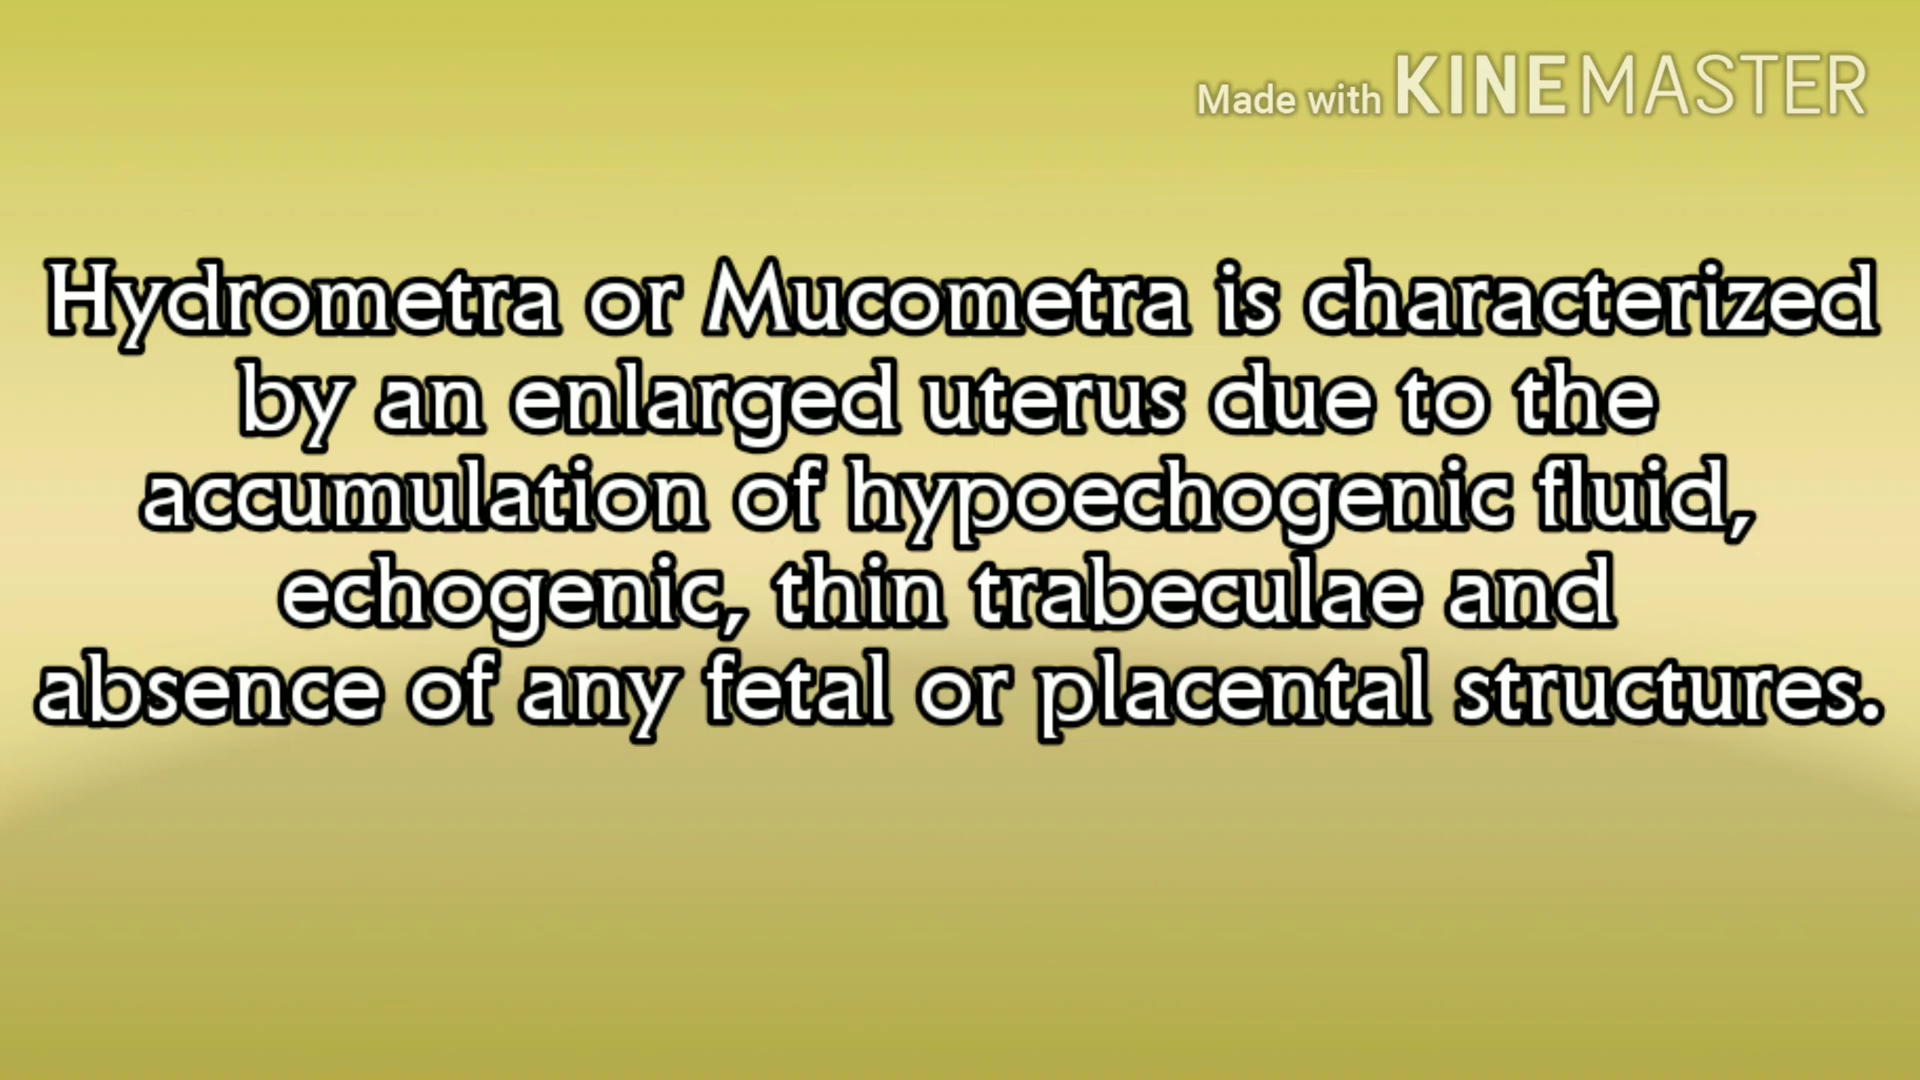 Made with KINEMASTER
Hydrometra or Mucometra is characterized
by an enlarged uterus due to the
accumulation of hypoechogenic fluid,
echogenic, thin trabeculae and
absence of any fetal or placental structures.